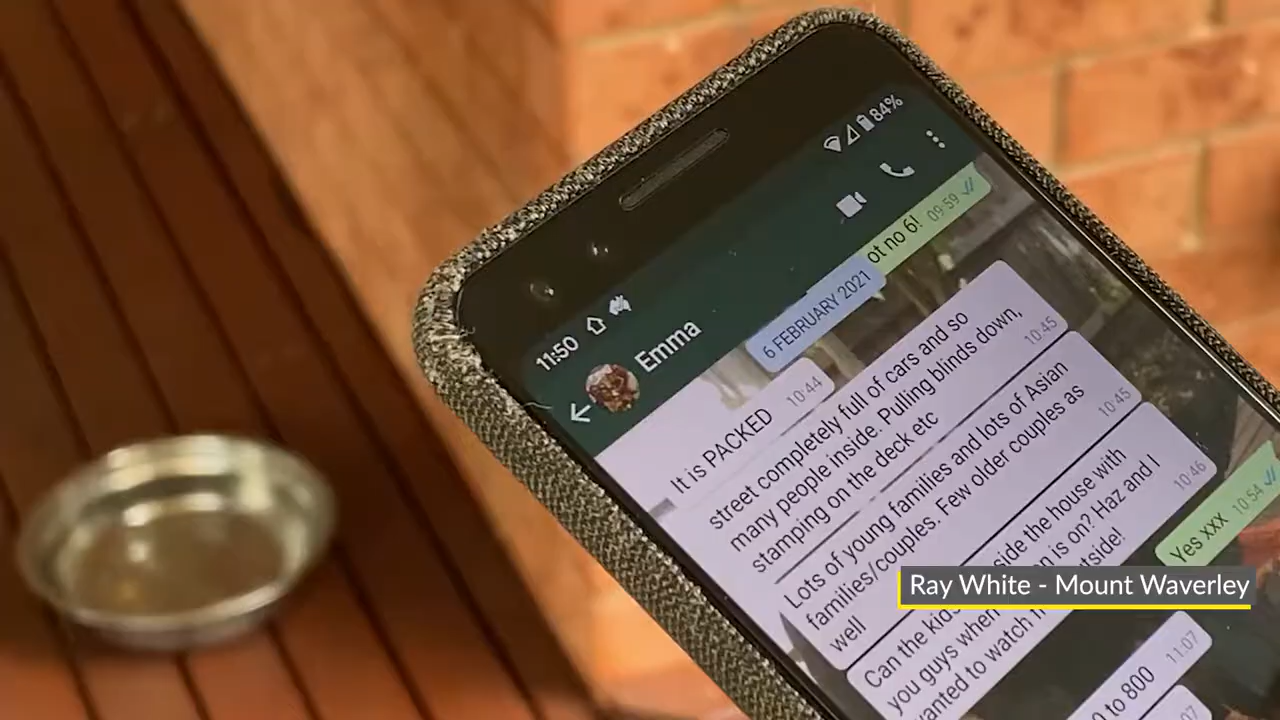 84%
11:50
Emma
ot no 6! 09:59
6 FEBRUARY 2021
It is PACKED 10:44
street completely full of cars and so
many people inside. Pulling blinds down,
stamping on the deck etc 10:45
Lots of young families and lots of Asian
families/couples. Few older couples as
well 10:45
Can the kids side the house with
you guys when n is on? Haz and I
anted to watch utside! 10:46
Yes xxx 10:54
Ray White - Mount Waverley
0 to 800 11:07
07